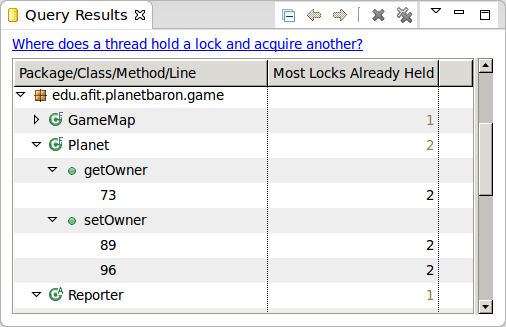 Query Results
Where does a thread hold a lock and acquire another?
Package/Class/Method/Line Most Locks Already Held
edu.afit.planetbaron.game
GameMap 1
Planet 2
getOwner
73 2
setOwner
89 2
96 2
Reporter 1